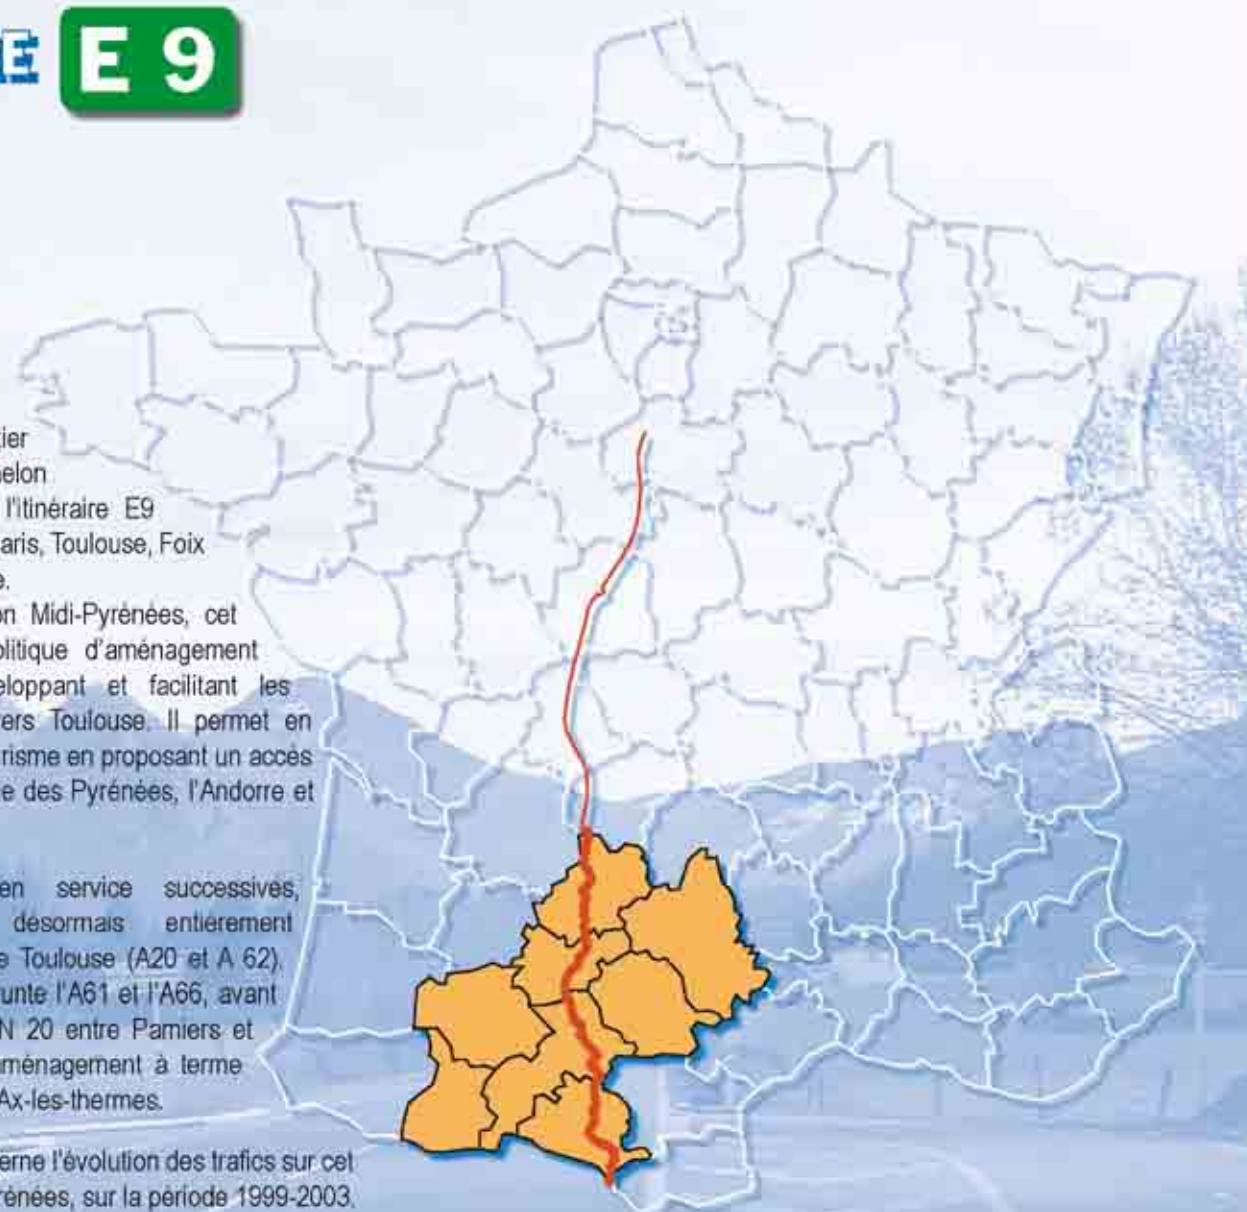 E E 9
tier
elon
l'itinéraire E9
aris, Toulouse, Foix
e.
on Midi-Pyrénées, cet
olitique d'aménagement
eloppant et facilitant les
vers Toulouse. Il permet en
risme en proposant un accès
e des Pyrénées, l'Andorre et
en service successives,
désormais entièrement
e Toulouse (A20 et A 62).
unte l'A61 et l'A66, avant
N 20 entre Pamiers et
aménagement à terme
Ax-les-thermes.
erne l'évolution des trafics sur cet
rénées, sur la période 1999-2003.